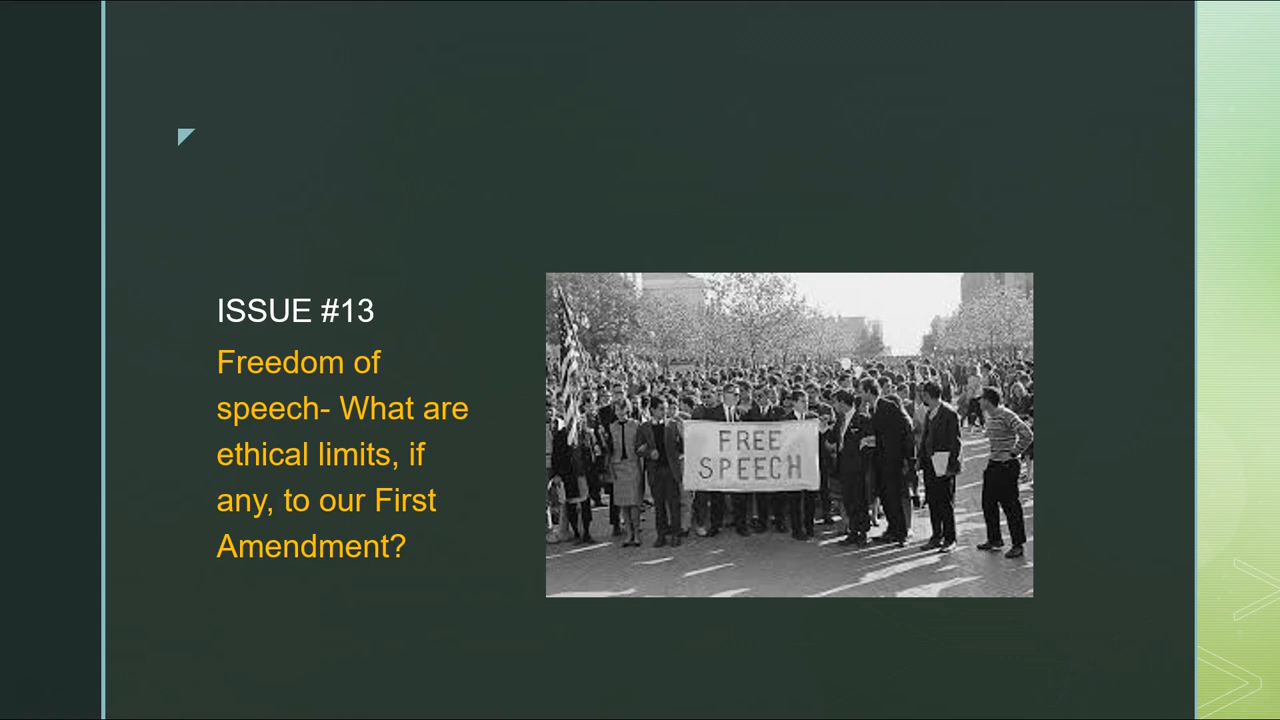 ISSUE #13
Freedom of
speech- What are
ethical limits, if
any, to our First
Amendment?
FREE
SPEECH